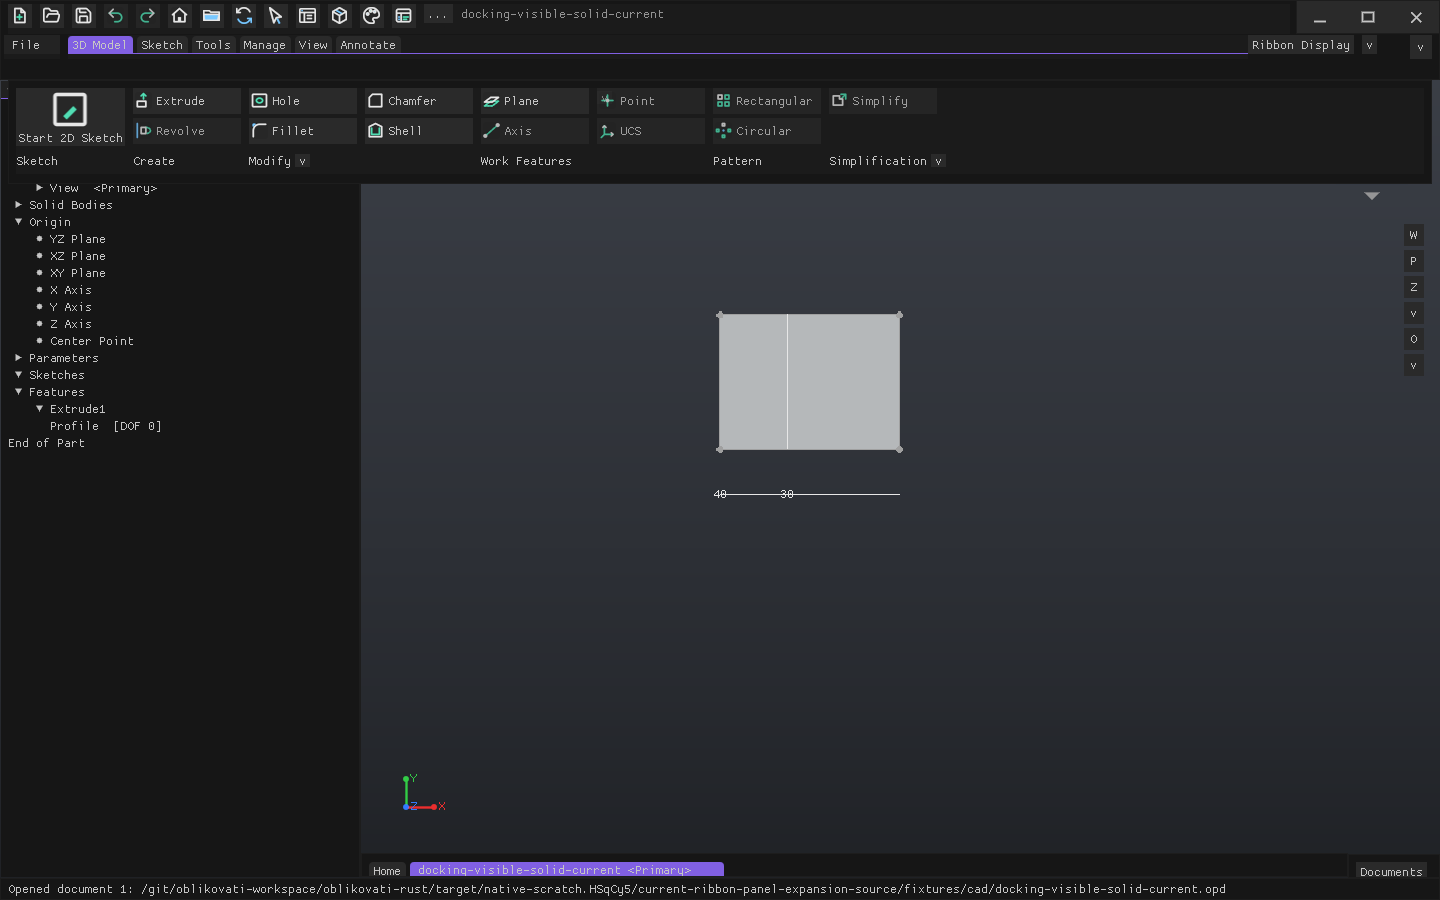 ... docking-visible-solid-current
File 3D Model Sketch Tools Manage View Annotate Ribbon Display v v
Extrude Hole Chamfer Plane Point Rectangular Simplify
Start 2D Sketch Revolve Fillet Shell Axis UCS Circular
Sketch Create Modify v Work Features Pattern Simplification v
View <Primary>
Solid Bodies
Origin
YZ Plane
XZ Plane
XY Plane
X Axis
Y Axis
Z Axis
Center Point
Parameters
Sketches
Features
Extrude1
Profile [DOF 0]
End of Part
W
P
Z
v
O
v
40 30
Y
Z X
Home docking-visible-solid-current <Primary> Documents
Opened document 1: /git/oblikovati-workspace/oblikovati-rust/target/native-scratch.HSqCy5/current-ribbon-panel-expansion-source/fixtures/cad/docking-visible-solid-current.opd